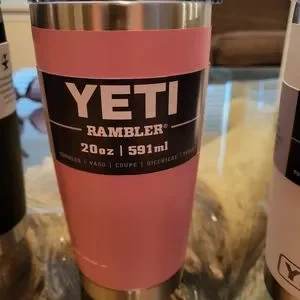 YETI
RAMBLER®
20oz | 591ml
| VASO | COUPE |